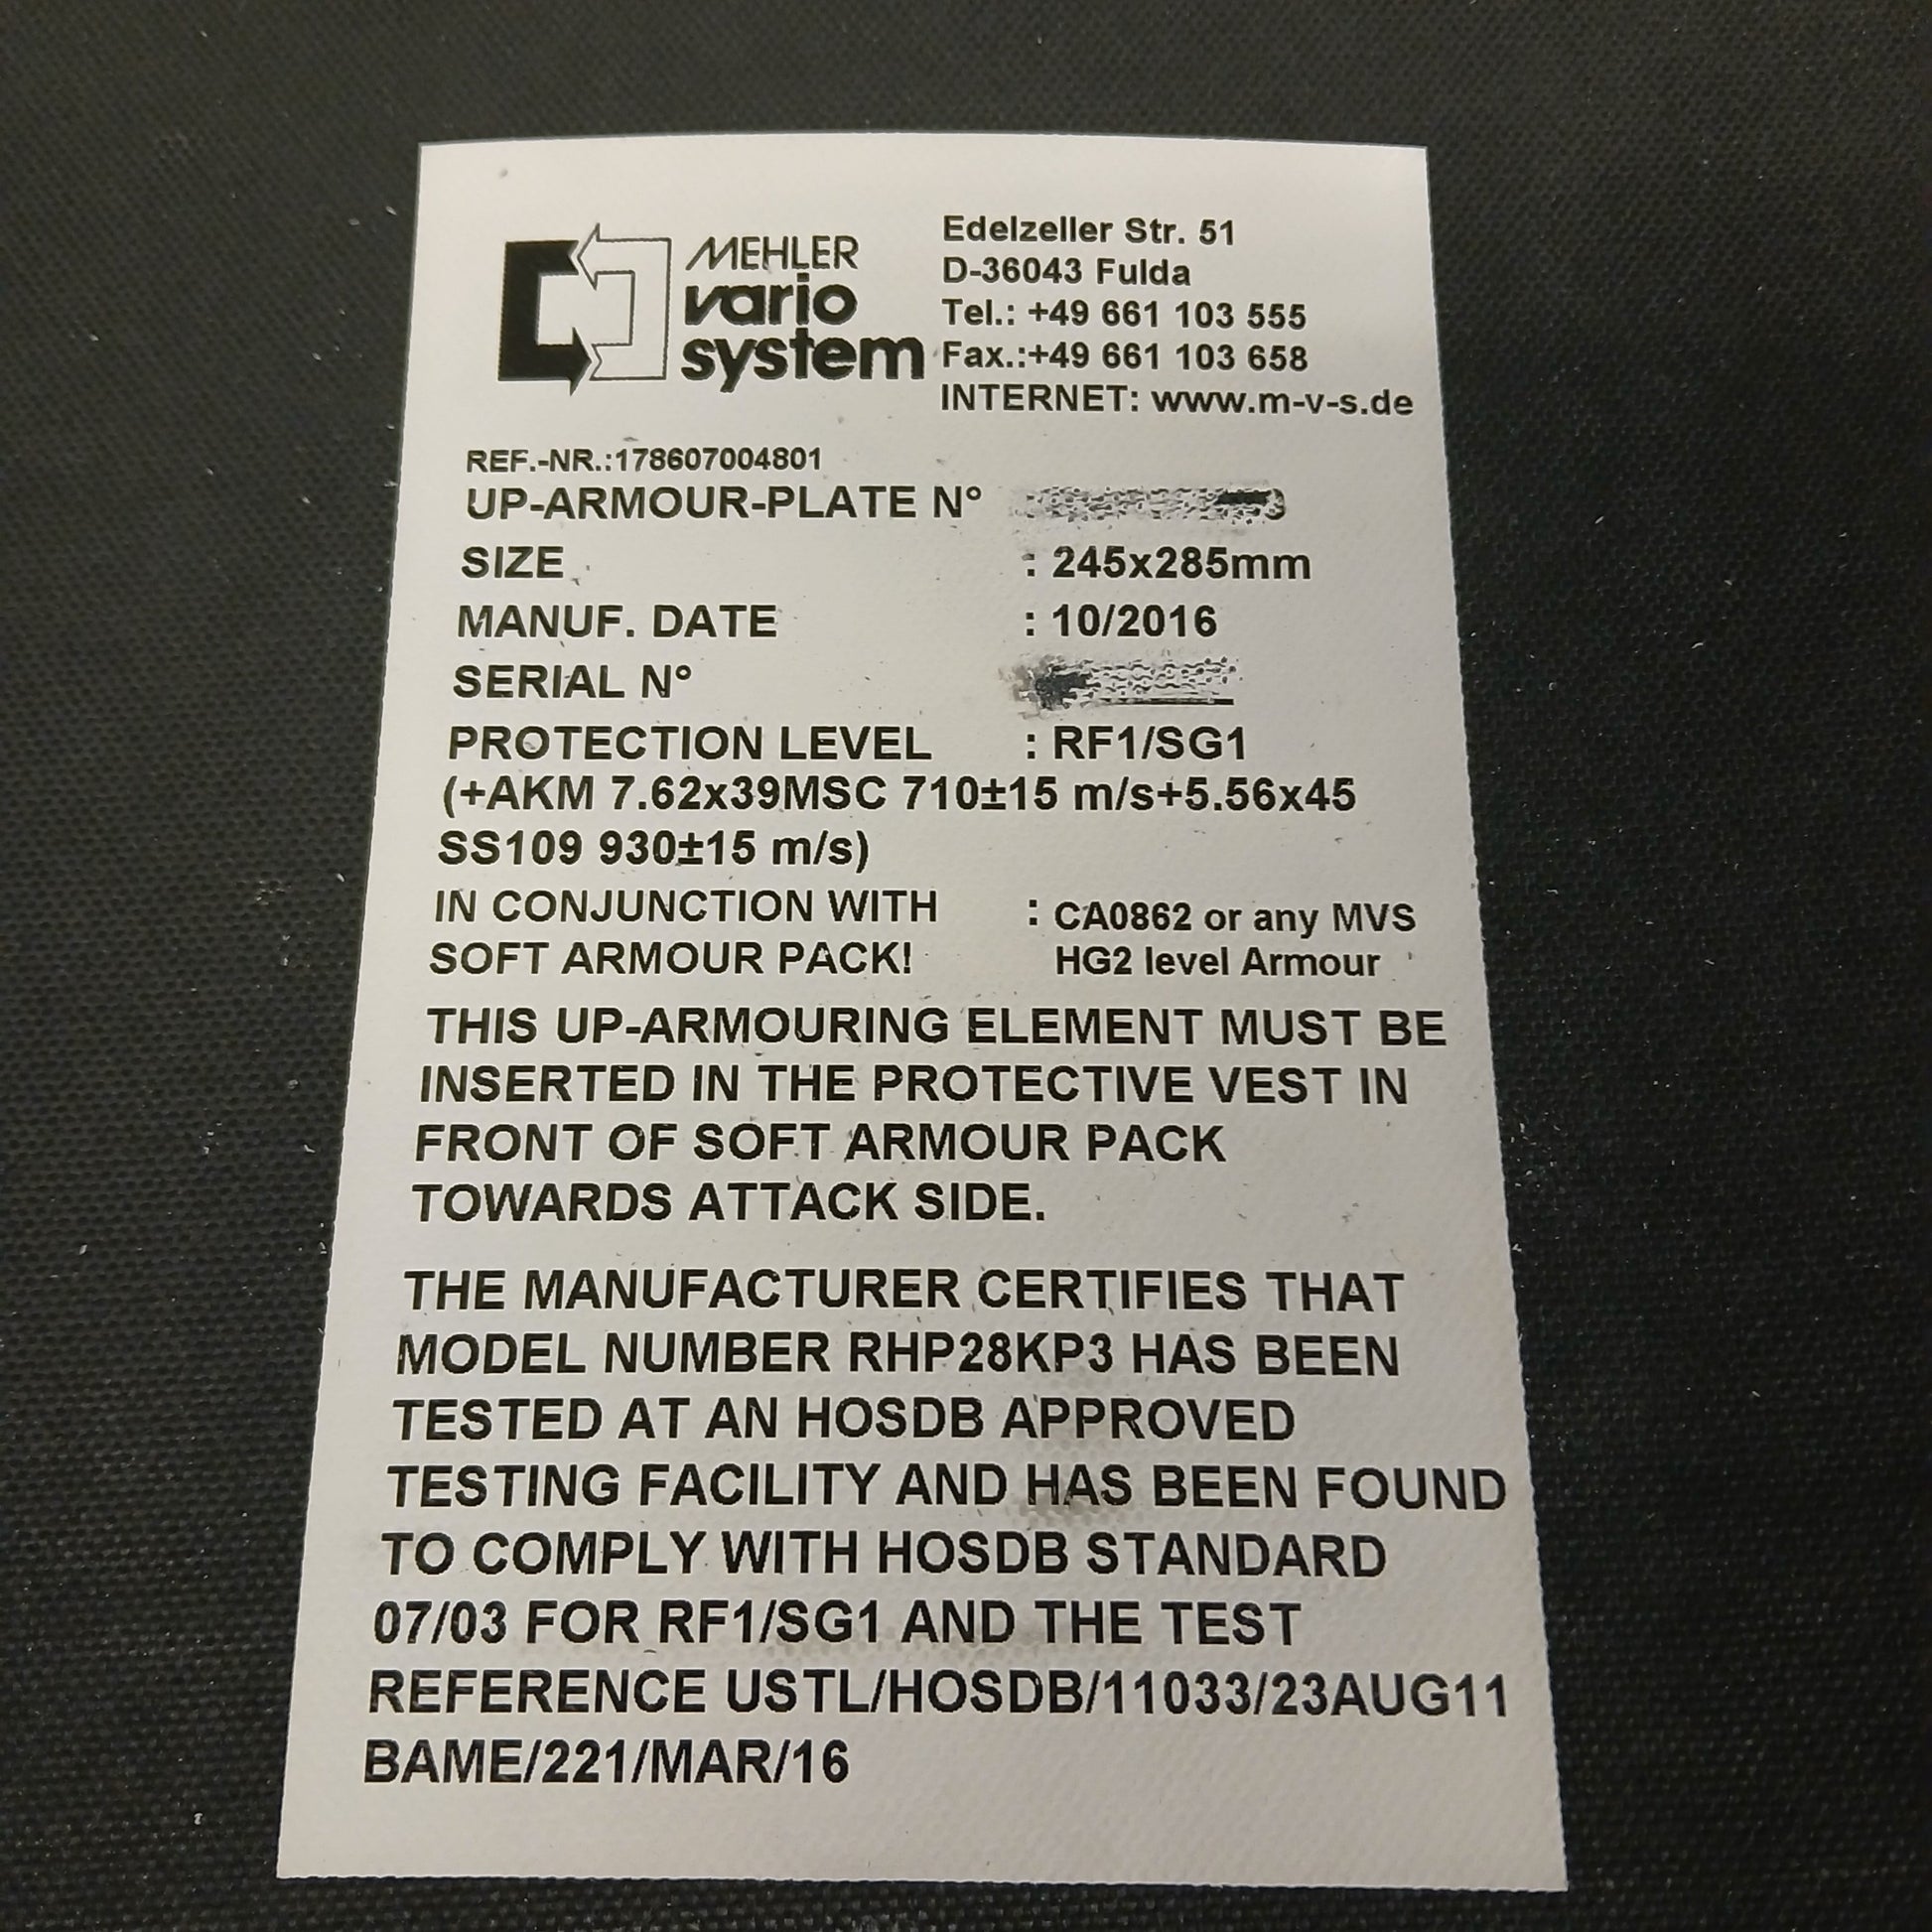 MEHLER
vario
system
Edelzeller Str. 51
D-36043 Fulda
Tel.: +49 661 103 555
Fax.:+49 661 103 658
INTERNET: www.m-v-s.de
REF.-NR.:178607004801
UP-ARMOUR-PLATE N° :
SIZE : 245x285mm
MANUF. DATE : 10/2016
SERIAL N°
PROTECTION LEVEL : RF1/SG1
(+AKM 7.62x39MSC 710±15 m/s+5.56x45
SS109 930±15 m/s)
IN CONJUNCTION WITH : CA0862 or any MVS
SOFT ARMOUR PACK! HG2 level Armour
THIS UP-ARMOURING ELEMENT MUST BE
INSERTED IN THE PROTECTIVE VEST IN
FRONT OF SOFT ARMOUR PACK
TOWARDS ATTACK SIDE.
THE MANUFACTURER CERTIFIES THAT
MODEL NUMBER RHP28KP3 HAS BEEN
TESTED AT AN HOSDB APPROVED
TESTING FACILITY AND HAS BEEN FOUND
TO COMPLY WITH HOSDB STANDARD
07/03 FOR RF1/SG1 AND THE TEST
REFERENCE USTL/HOSDB/11033/23AUG11
BAME/221/MAR/16